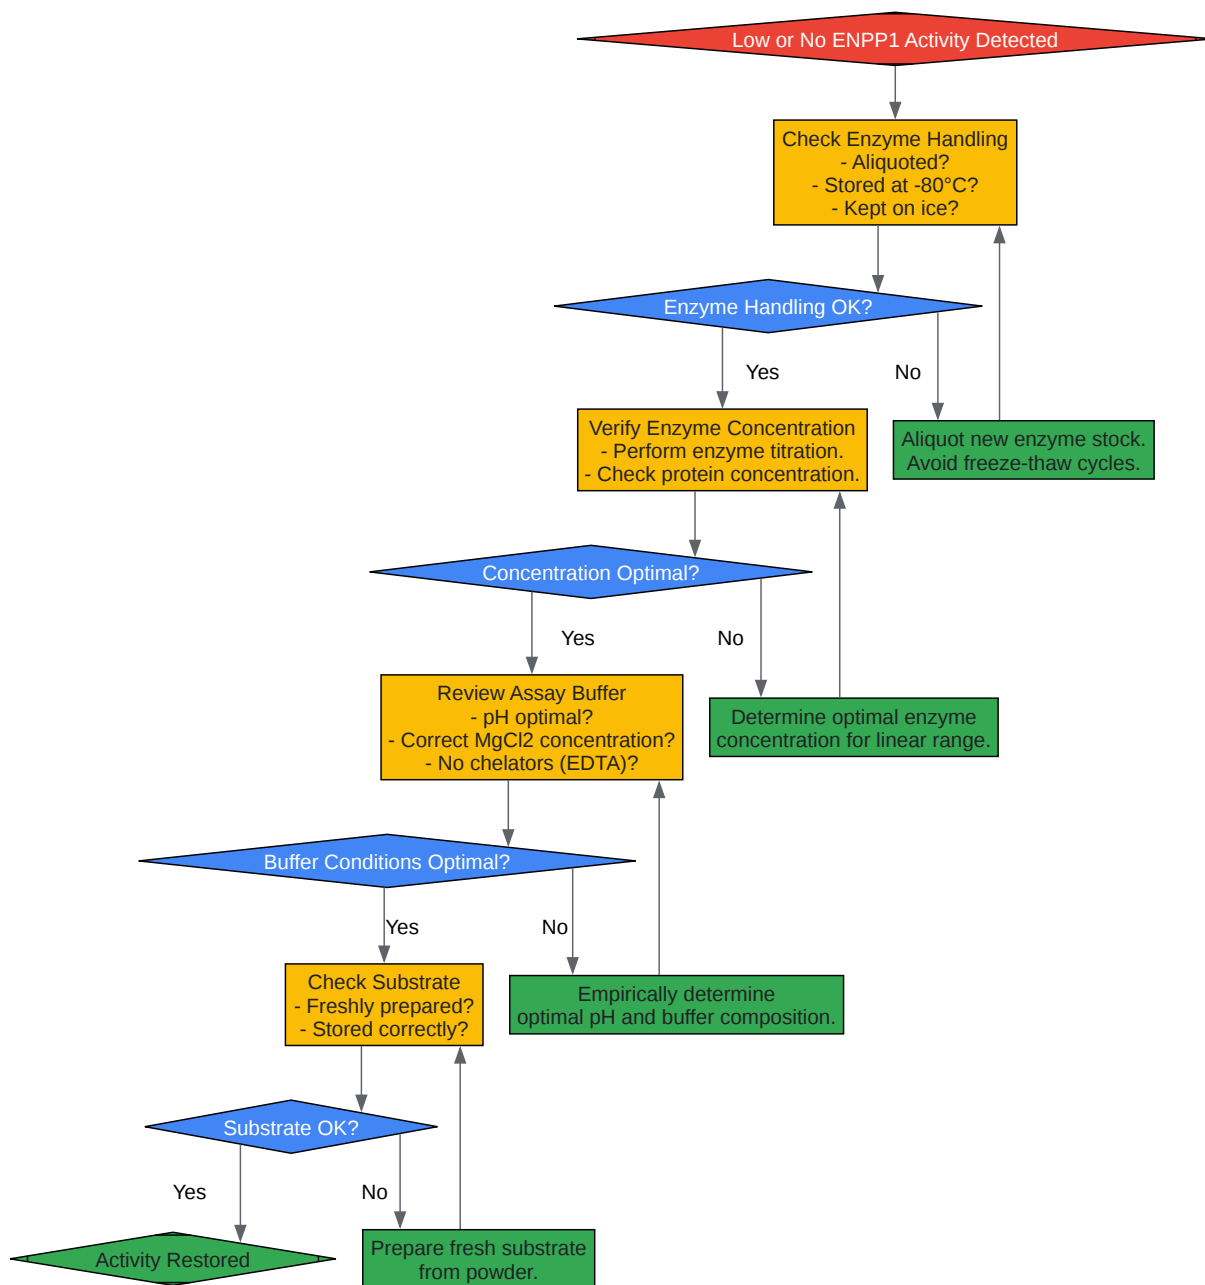 Low or No ENPP1 Activity Detected
Check Enzyme Handling
- Aliquoted?
- Stored at -80°C?
- Kept on ice?
Enzyme Handling OK?
Yes
No
Verify Enzyme Concentration
- Perform enzyme titration.
- Check protein concentration.
Aliquot new enzyme stock.
Avoid freeze-thaw cycles.
Concentration Optimal?
Yes
No
Review Assay Buffer
- pH optimal?
- Correct MgCl2 concentration?
- No chelators (EDTA)?
Determine optimal enzyme
concentration for linear range.
Buffer Conditions Optimal?
Yes
No
Check Substrate
- Freshly prepared?
- Stored correctly?
Empirically determine
optimal pH and buffer composition.
Substrate OK?
Yes
No
Activity Restored
Prepare fresh substrate
from powder.